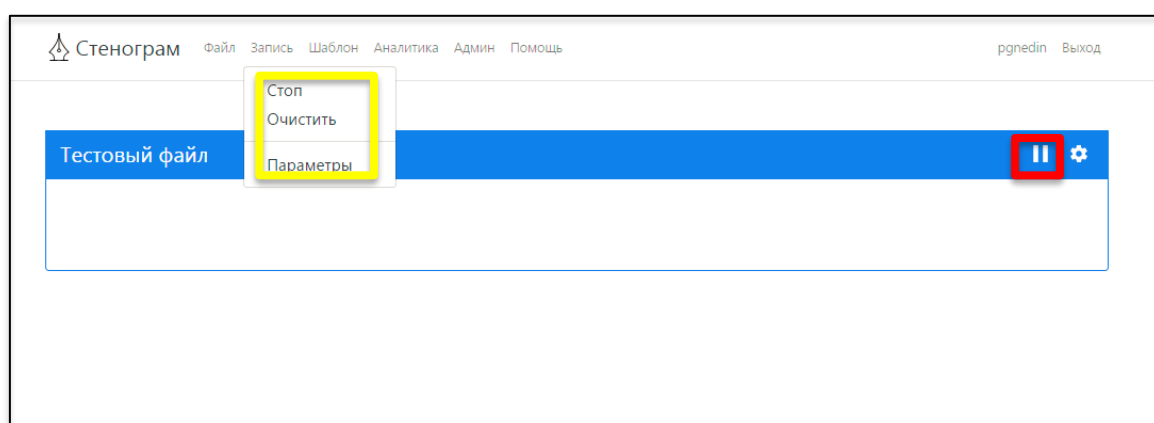 Стенограм Файл Запись Шаблон Аналитика Админ Помощь pgnedin Выход
Стоп
Очистить
Тестовый файл
Параметры